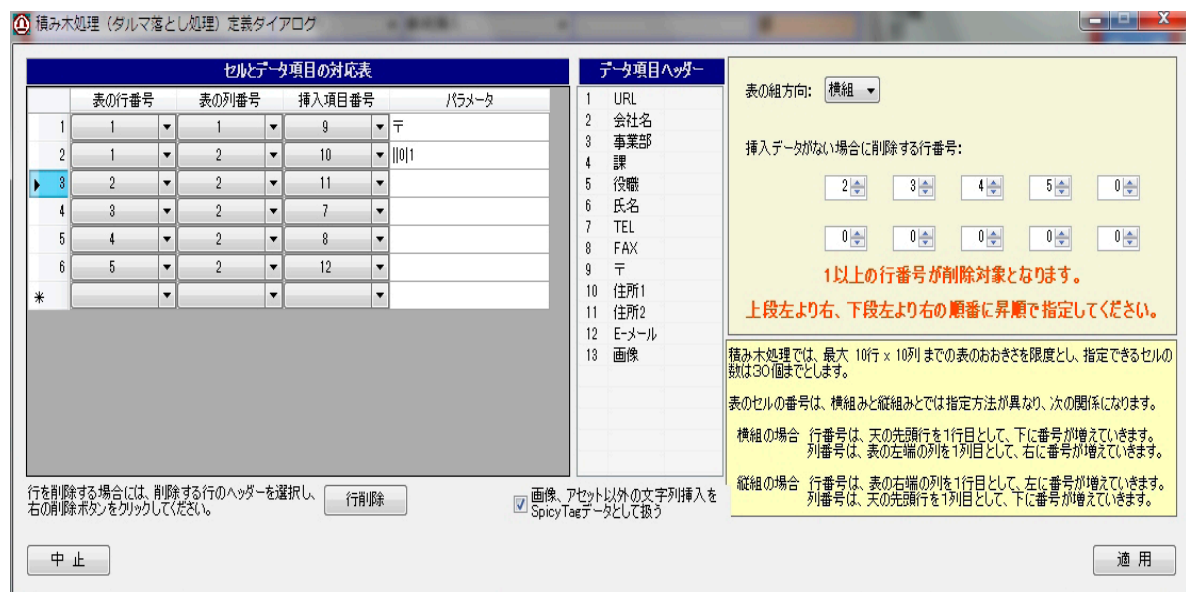 積み木処理（ダルマ落とし処理）定義ダイアログ
セルとデータ項目の対応表
表の行番号 表の列番号 挿入項目番号 パラメータ
1 1 1 9 〒
2 1 2 10 ||0|1
3 2 2 11
4 3 2 7
5 4 2 8
6 5 2 12
*
行を削除する場合には、削除する行のヘッダーを選択し、
右の削除ボタンをクリックしてください。
行削除
データ項目ヘッダー
1 URL
2 会社名
3 事業部
4 課
5 役職
6 氏名
7 TEL
8 FAX
9 〒
10 住所1
11 住所2
12 E-メール
13 画像
画像、アセット以外の文字列挿入を
SpicyTagデータとして扱う
表の組方向: 横組
挿入データがない場合に削除する行番号:
2 3 4 5 0
0 0 0 0 0
1以上の行番号が削除対象となります。
上段左より右、下段左より右の順番に昇順で指定してください。
積み木処理では、最大 10行 x 10列 までの表のおおきさを限度とし、指定できるセルの
数は30個までとします。
表のセルの番号は、横組みと縦組みとでは指定方法が異なり、次の関係になります。
横組の場合 行番号は、天の先頭行を1行目として、下に番号が増えていきます。
列番号は、表の左端の列を1列目として、右に番号が増えていきます。
縦組の場合 行番号は、表の右端の列を1行目として、左に番号が増えていきます。
列番号は、天の先頭行を1列目として、下に番号が増えていきます。
中止
適用